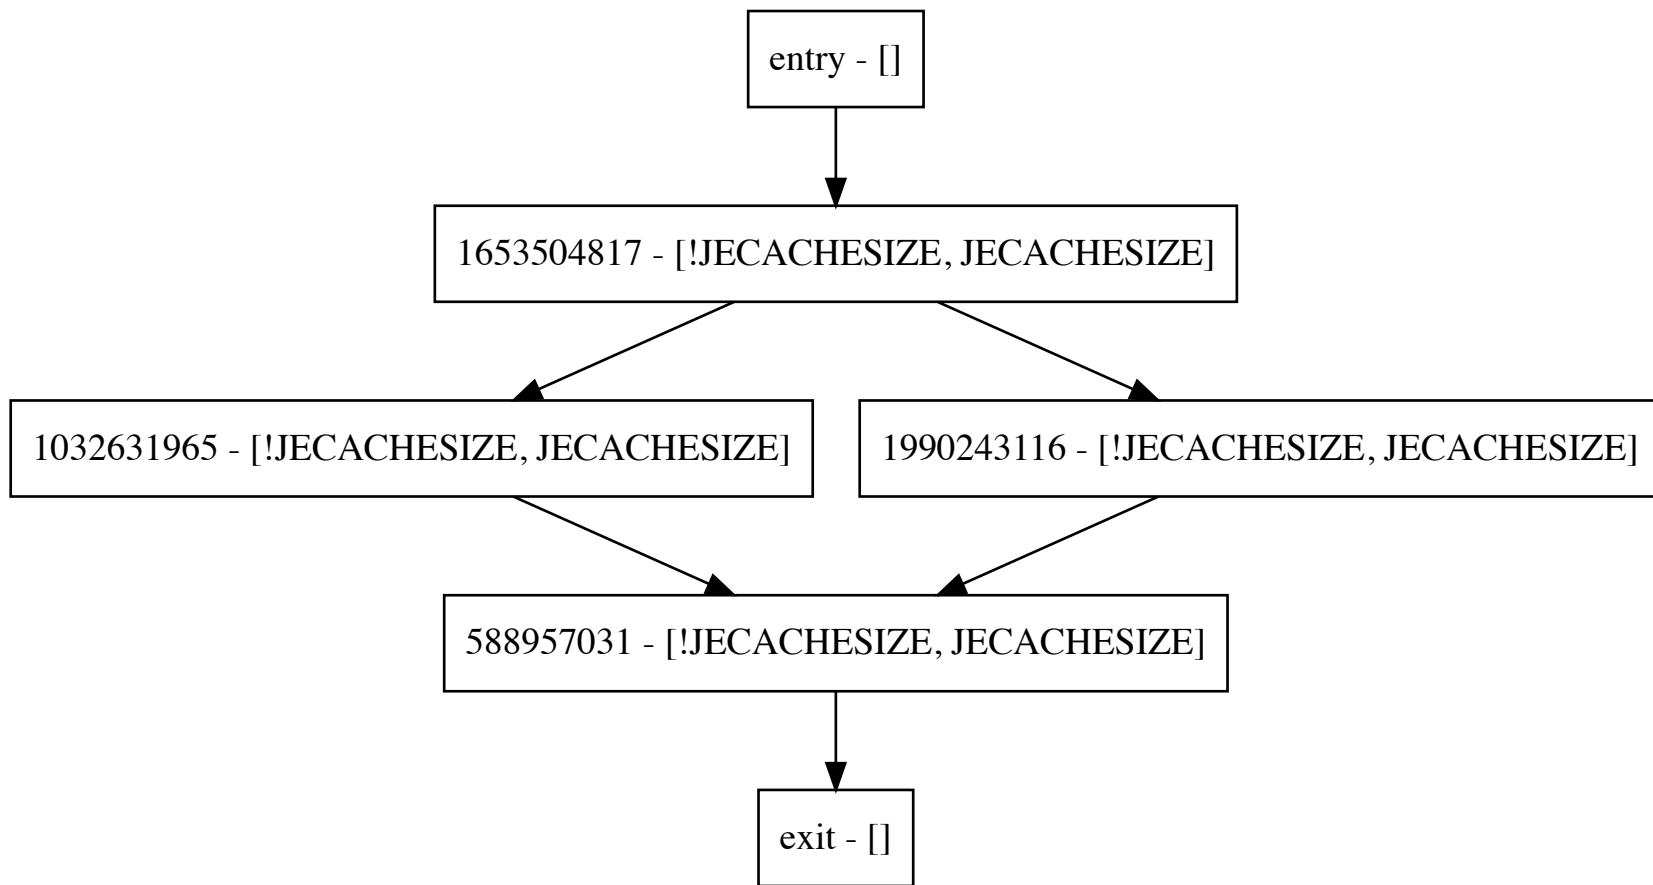 entry - []
1653504817 - [!JECACHESIZE, JECACHESIZE]
1032631965 - [!JECACHESIZE, JECACHESIZE]
1990243116 - [!JECACHESIZE, JECACHESIZE]
588957031 - [!JECACHESIZE, JECACHESIZE]
exit - []